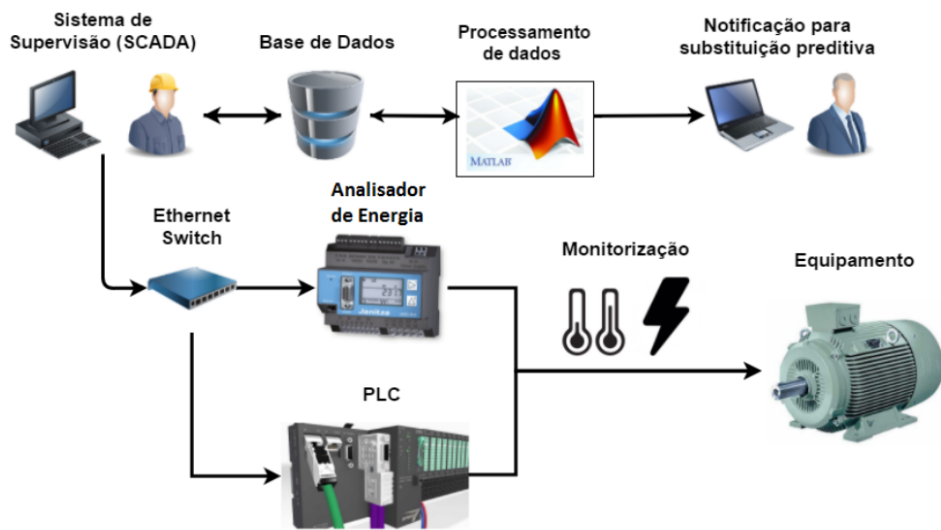 Sistema de
Supervisão (SCADA)
Base de Dados
Processamento
de dados
Notificação para
substituição preditiva
MATLAB
Ethernet
Switch
Analisador
de Energia
Janitza
Monitorização
Equipamento
PLC